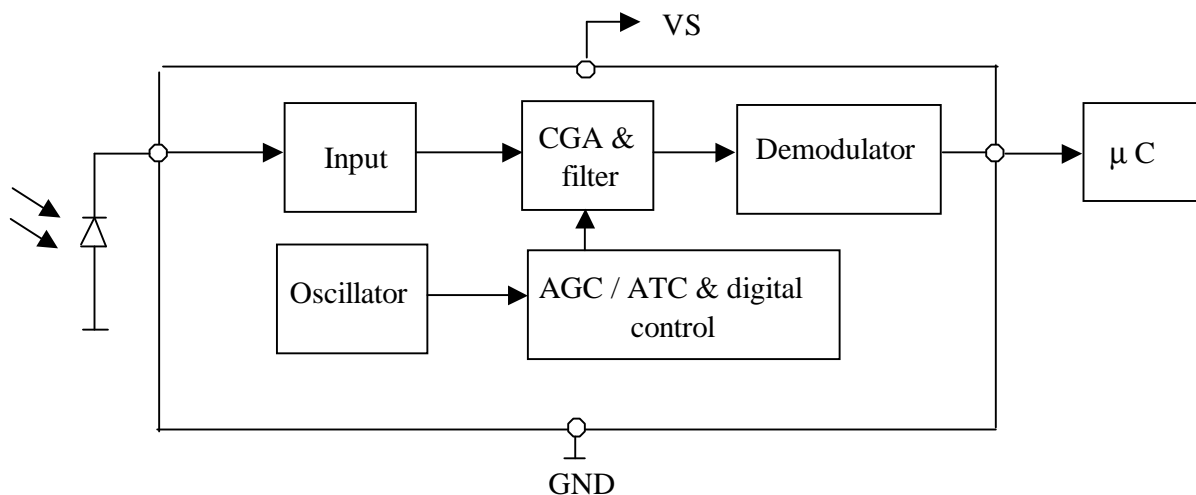 VS
Input
CGA &
filter
Demodulator
μ C
Oscillator
AGC / ATC & digital
control
GND